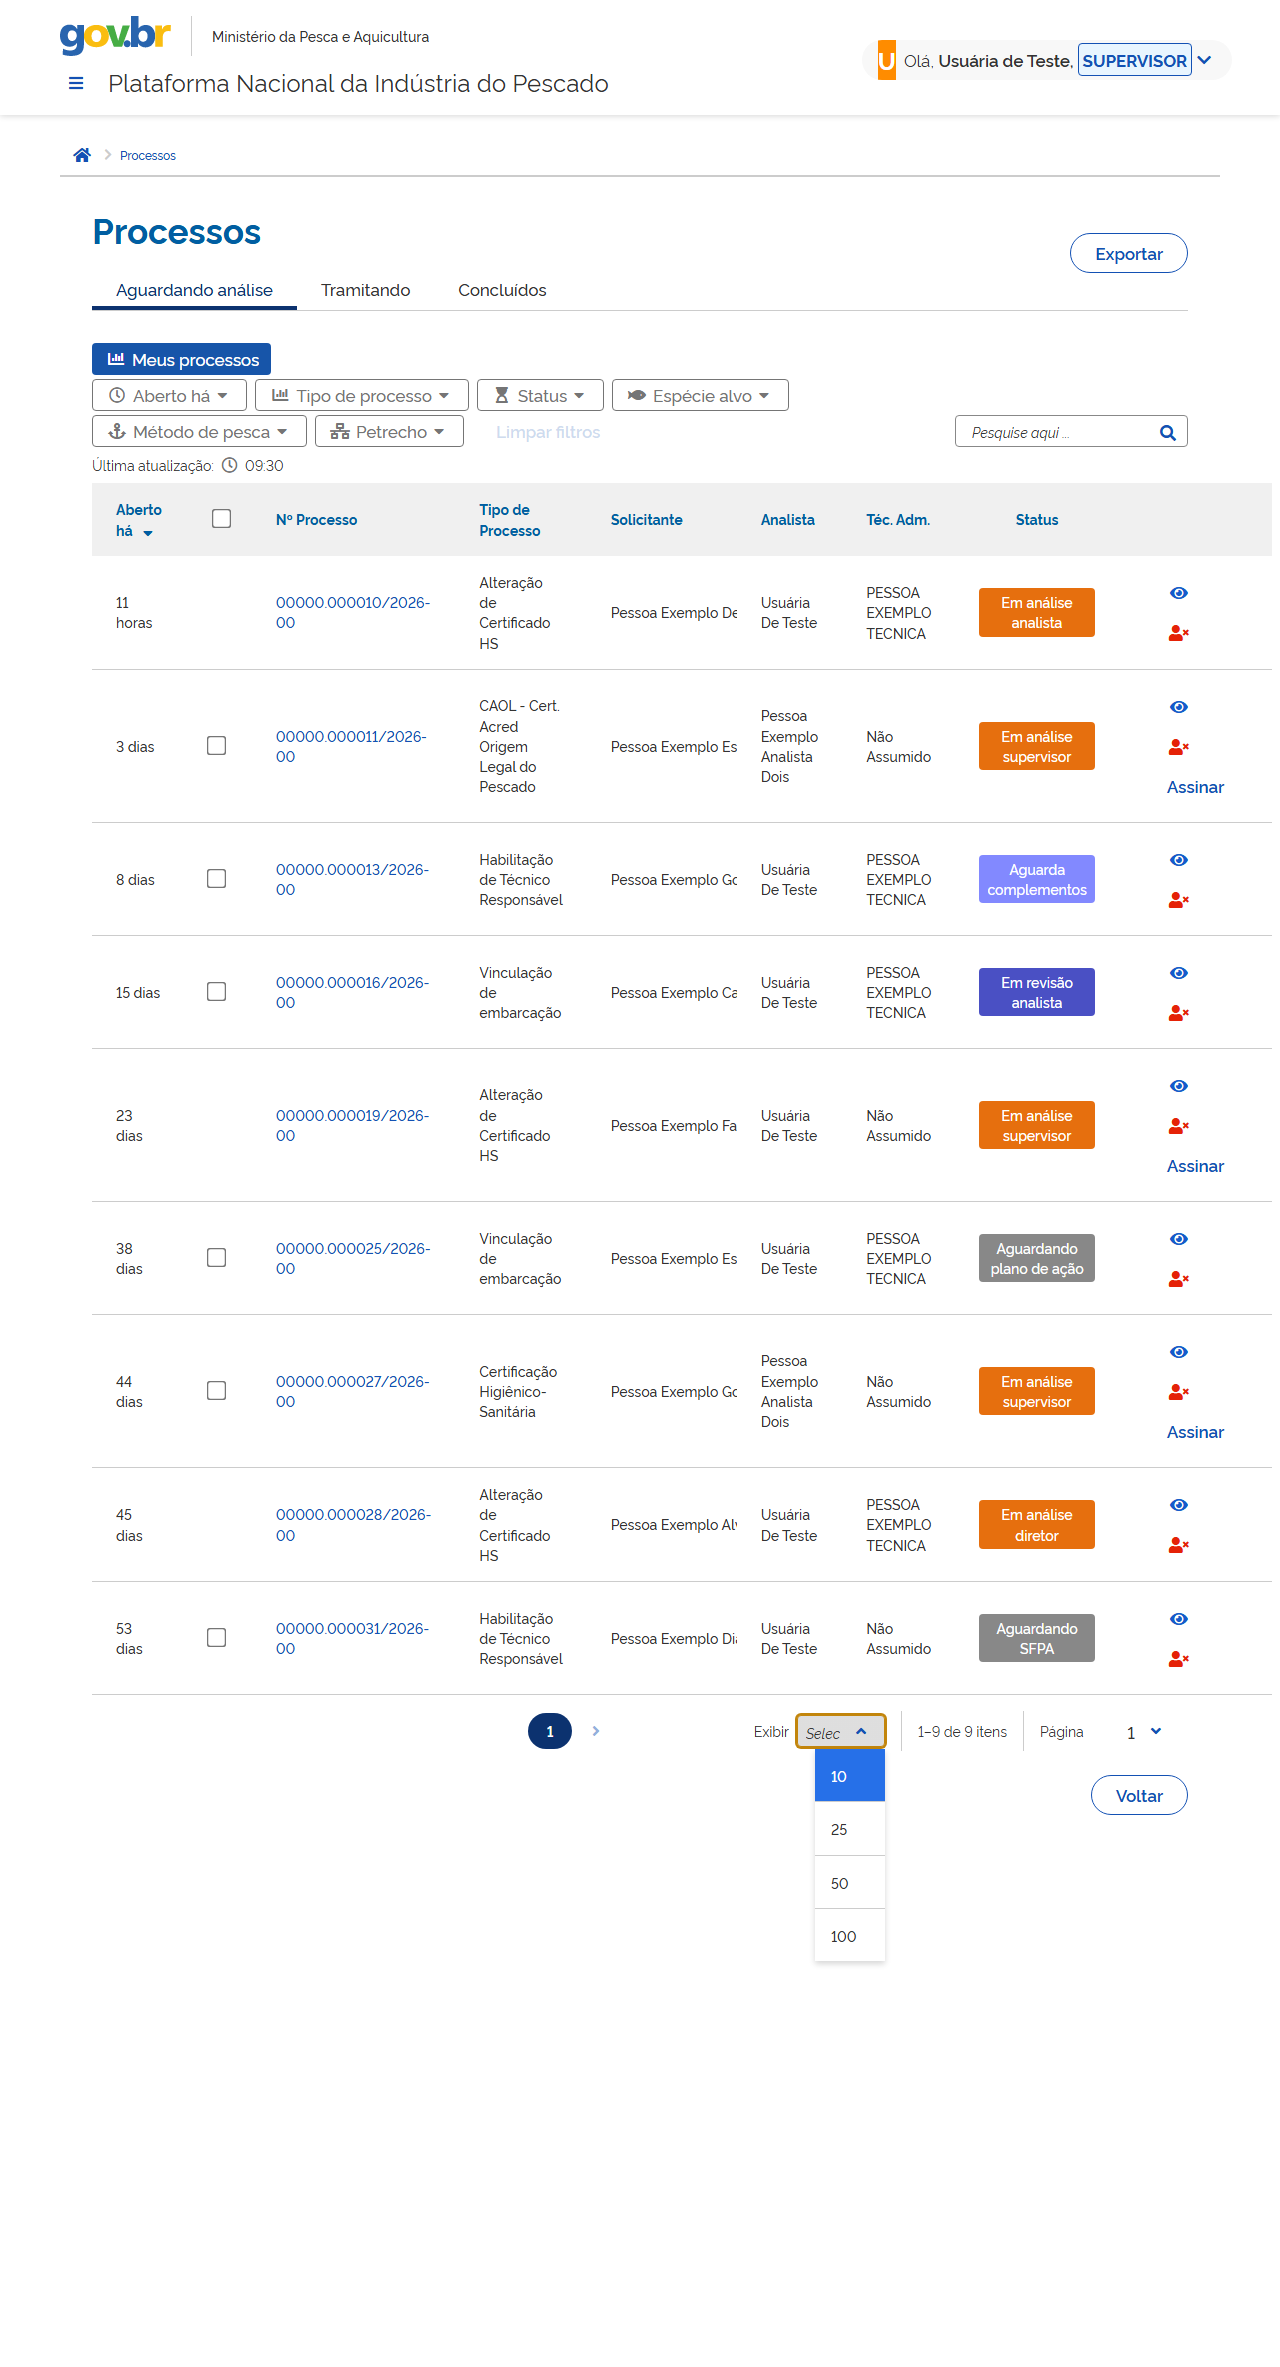 gov.br
Ministério da Pesca e Aquicultura
Plataforma Nacional da Indústria do Pescado
U
Olá, Usuária de Teste, SUPERVISOR
Processos
Processos
Exportar
Aguardando análise
Tramitando
Concluídos
Meus processos
Aberto há
Tipo de processo
Status
Espécie alvo
Método de pesca
Petrecho
Limpar filtros
Pesquise aqui ...
Última atualização: 09:30
Aberto
há
Nº Processo
Tipo de
Processo
Solicitante
Analista
Téc. Adm.
Status
11
horas
00000.000010/2026-
00
Alteração
de
Certificado
HS
Pessoa Exemplo De
Usuária
De Teste
PESSOA
EXEMPLO
TECNICA
Em análise
analista
3 dias
00000.000011/2026-
00
CAOL - Cert.
Acred
Origem
Legal do
Pescado
Pessoa Exemplo Es
Pessoa
Exemplo
Analista
Dois
Não
Assumido
Em análise
supervisor
Assinar
8 dias
00000.000013/2026-
00
Habilitação
de Técnico
Responsável
Pessoa Exemplo Go
Usuária
De Teste
PESSOA
EXEMPLO
TECNICA
Aguarda
complementos
15 dias
00000.000016/2026-
00
Vinculação
de
embarcação
Pessoa Exemplo Ca
Usuária
De Teste
PESSOA
EXEMPLO
TECNICA
Em revisão
analista
23
dias
00000.000019/2026-
00
Alteração
de
Certificado
HS
Pessoa Exemplo Fa
Usuária
De Teste
Não
Assumido
Em análise
supervisor
Assinar
38
dias
00000.000025/2026-
00
Vinculação
de
embarcação
Pessoa Exemplo Es
Usuária
De Teste
PESSOA
EXEMPLO
TECNICA
Aguardando
plano de ação
44
dias
00000.000027/2026-
00
Certificação
Higiênico-
Sanitária
Pessoa Exemplo Go
Pessoa
Exemplo
Analista
Dois
Não
Assumido
Em análise
supervisor
Assinar
45
dias
00000.000028/2026-
00
Alteração
de
Certificado
HS
Pessoa Exemplo Alv
Usuária
De Teste
PESSOA
EXEMPLO
TECNICA
Em análise
diretor
53
dias
00000.000031/2026-
00
Habilitação
de Técnico
Responsável
Pessoa Exemplo Dia
Usuária
De Teste
Não
Assumido
Aguardando
SFPA
1
Exibir
Selec
1–9 de 9 itens
Página
1
10
25
50
100
Voltar